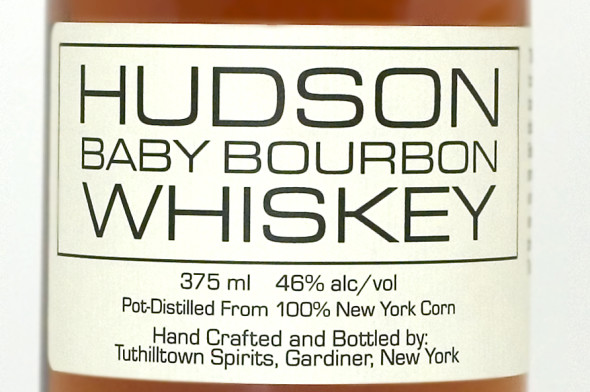 HUDSON
BABY BOURBON
WHISKEY
375 ml 46% alc/vol
Pot-Distilled From 100% New York Corn
Hand Crafted and Bottled by:
Tuthilltown Spirits, Gardiner, New York